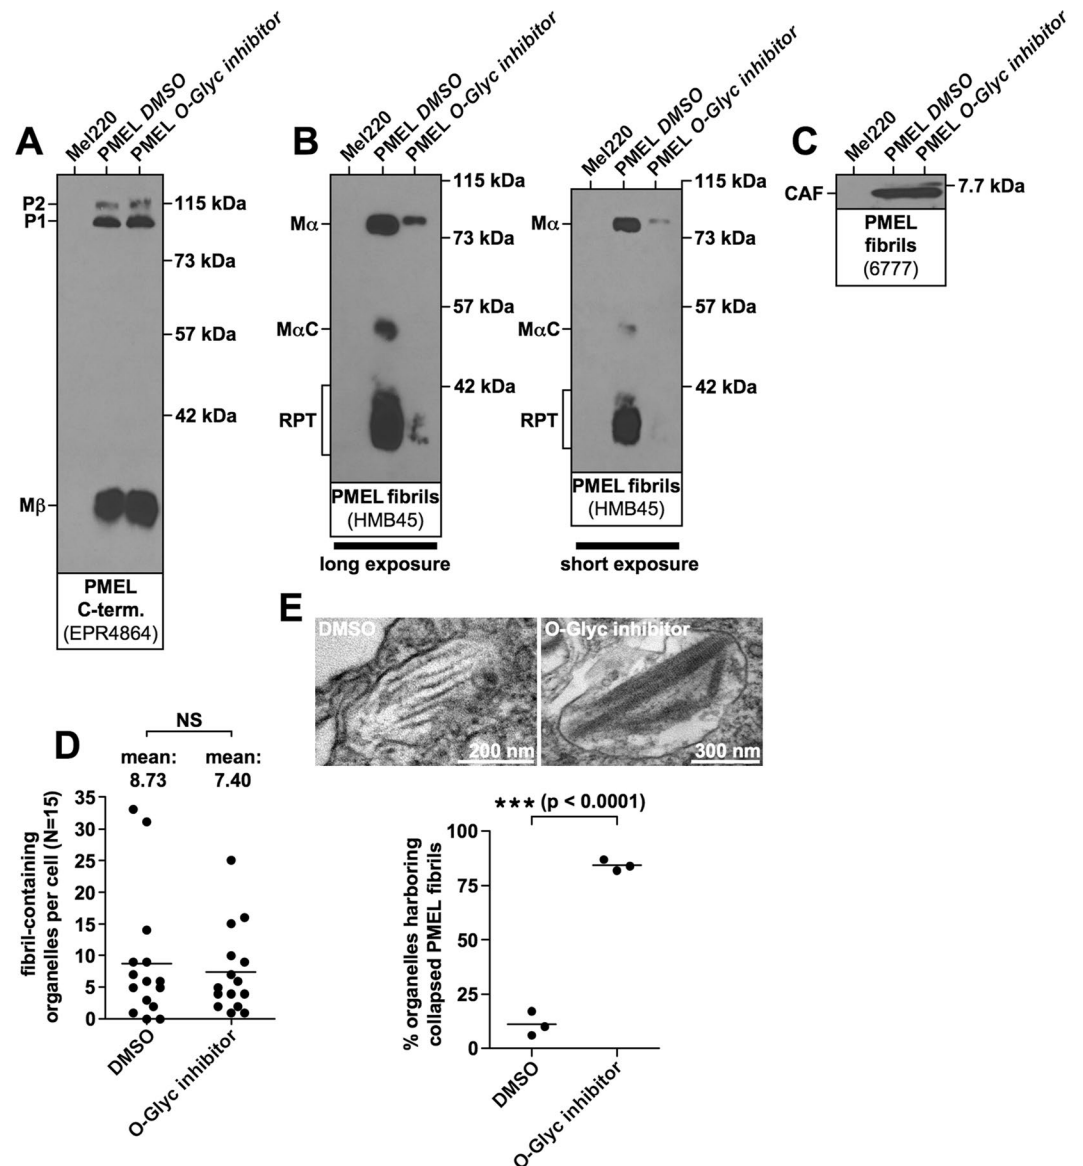 A
Mel220
PMEL DMSO
PMEL O-Glyc inhibitor
P2
P1
Mβ
115 kDa
73 kDa
57 kDa
42 kDa
PMEL
C-term.
(EPR4864)
B
Mel220
PMEL DMSO
PMEL O-Glyc inhibitor
Mα
MαC
RPT
115 kDa
73 kDa
57 kDa
42 kDa
PMEL fibrils
(HMB45)
long exposure
Mel220
PMEL DMSO
PMEL O-Glyc inhibitor
Mα
MαC
RPT
115 kDa
73 kDa
57 kDa
42 kDa
PMEL fibrils
(HMB45)
short exposure
C
Mel220
PMEL DMSO
PMEL O-Glyc inhibitor
CAF
7.7 kDa
PMEL
fibrils
(6777)
D
NS
mean:
8.73
mean:
7.40
fibril-containing
organelles per cell (N=15)
35
30
25
20
15
10
5
0
DMSO
O-Glyc inhibitor
E
DMSO
200 nm
O-Glyc inhibitor
300 nm
*** (p < 0.0001)
% organelles harboring
collapsed PMEL fibrils
100
75
50
25
0
DMSO
O-Glyc inhibitor